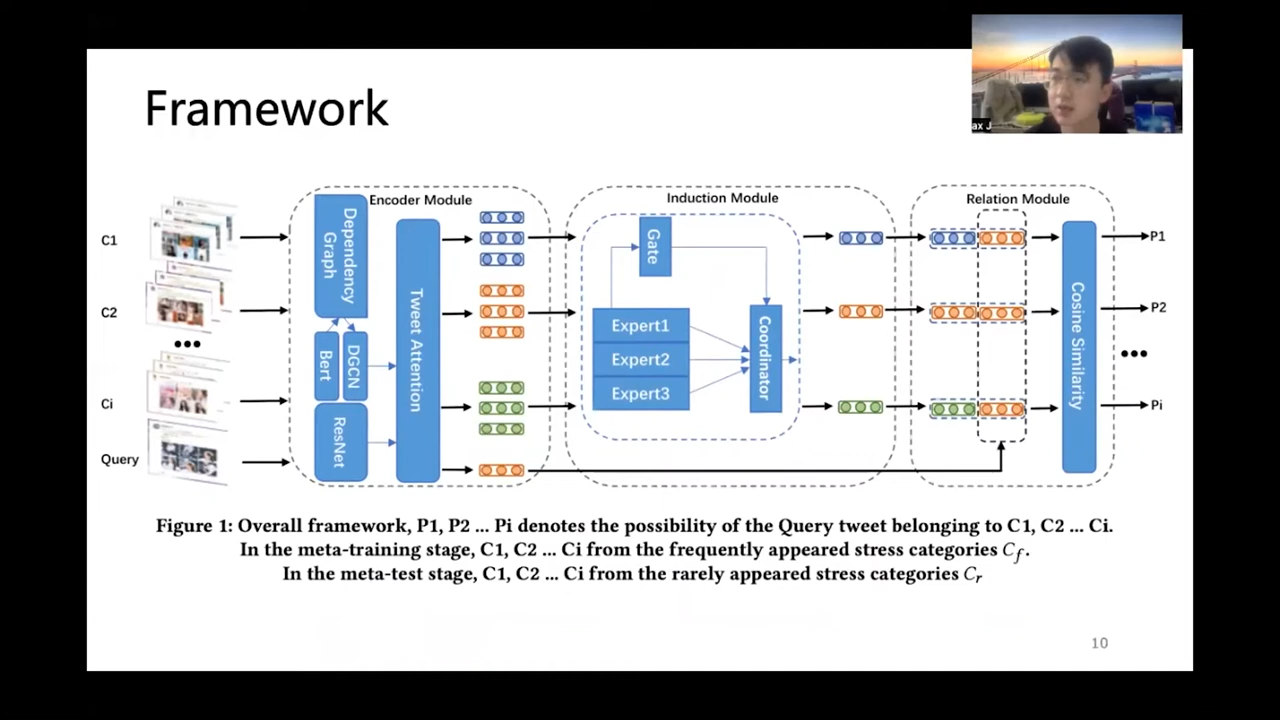 Framework
ax J
Encoder Module
Induction Module
Relation Module
C1
C2
Ci
Query
Dependency
Graph
Bert
DGCN
ResNet
Tweet Attention
Gate
Expert1
Expert2
Expert3
Coordinator
Cosine Similarity
P1
P2
Pi
Figure 1: Overall framework, P1, P2 ... Pi denotes the possibility of the Query tweet belonging to C1, C2 ... Ci.
In the meta-training stage, C1, C2 ... Ci from the frequently appeared stress categories Cf.
In the meta-test stage, C1, C2 ... Ci from the rarely appeared stress categories Cr
10